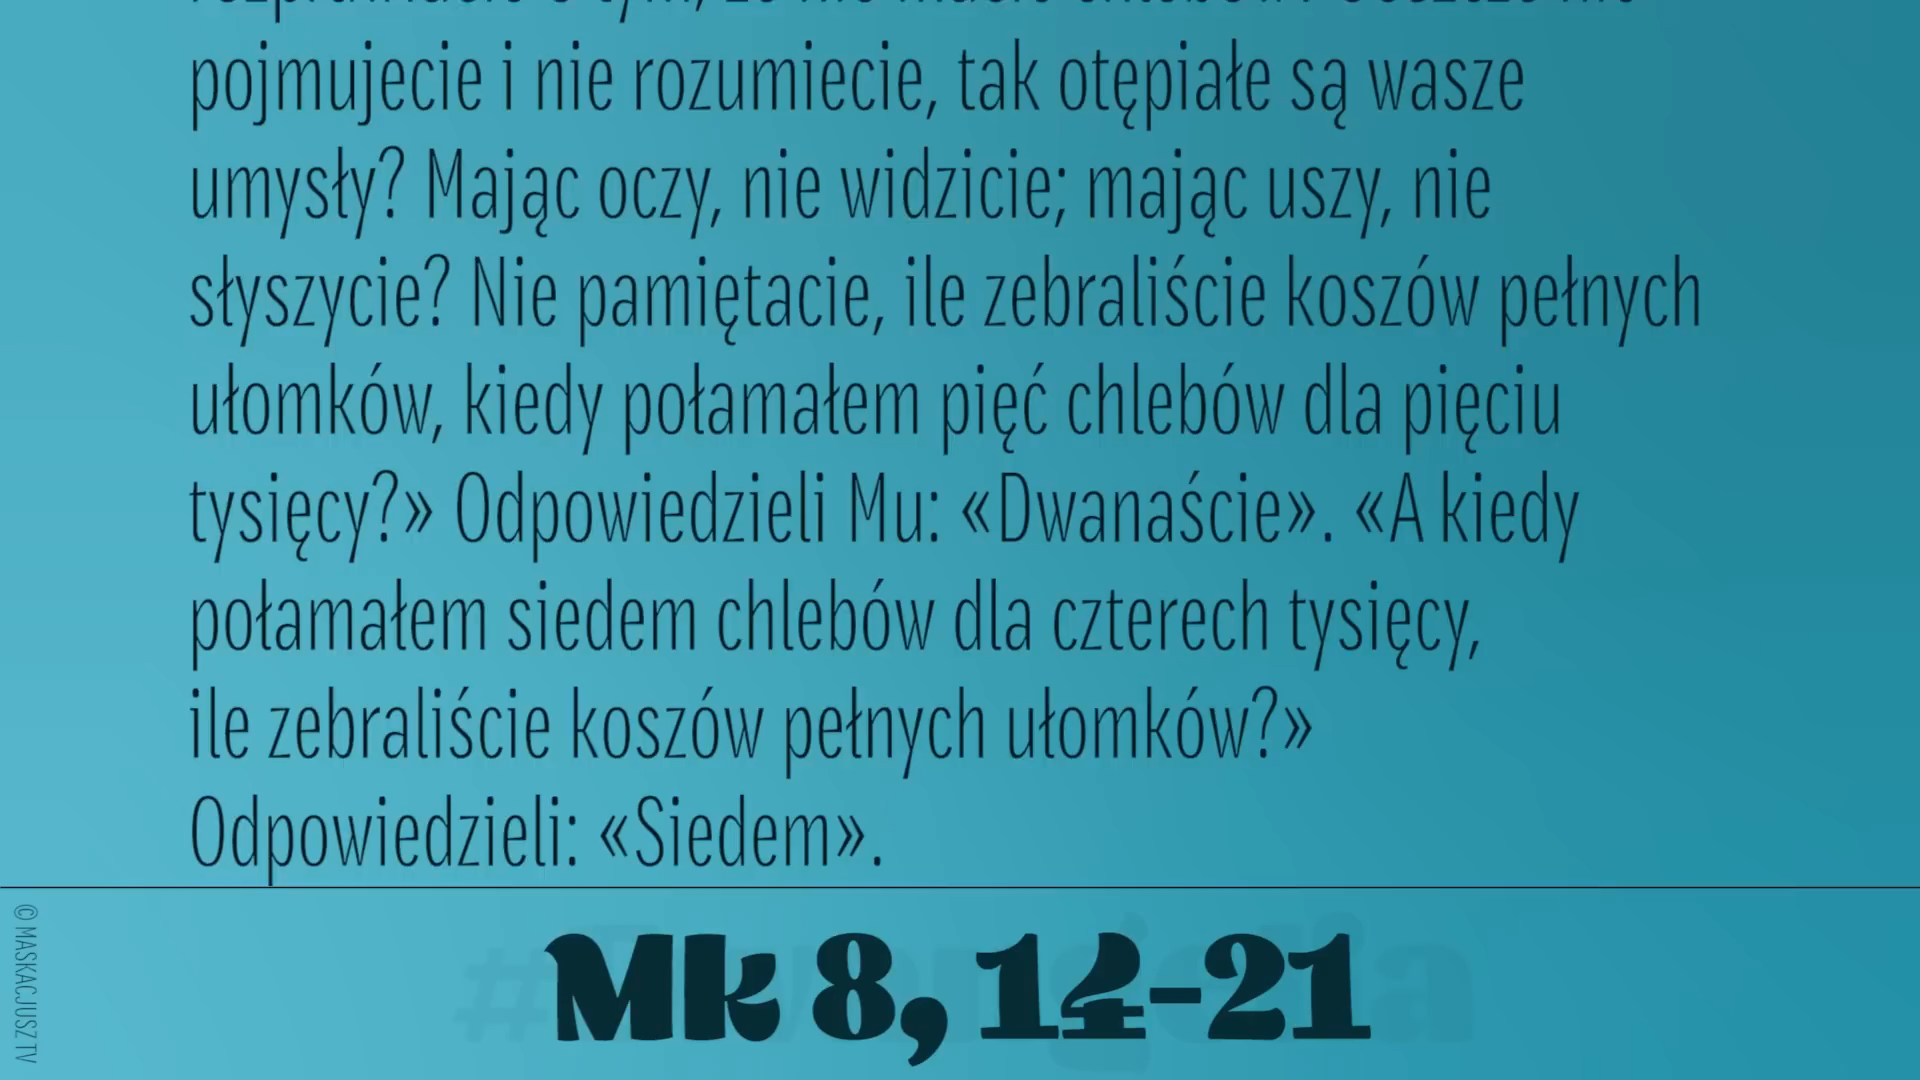 pojmujecie i nie rozumiecie, tak otępiałe są wasze
umysły? Mając oczy, nie widzicie; mając uszy, nie
słyszycie? Nie pamiętacie, ile zebraliście koszów pełnych
ułomków, kiedy połamałem pięć chlebów dla pięciu
tysięcy?» Odpowiedzieli Mu: «Dwanaście». «A kiedy
połamałem siedem chlebów dla czterech tysięcy,
ile zebraliście koszów pełnych ułomków?»
Odpowiedzieli: «Siedem».
Mk 8, 14-21
© MASKACJUSZ TV